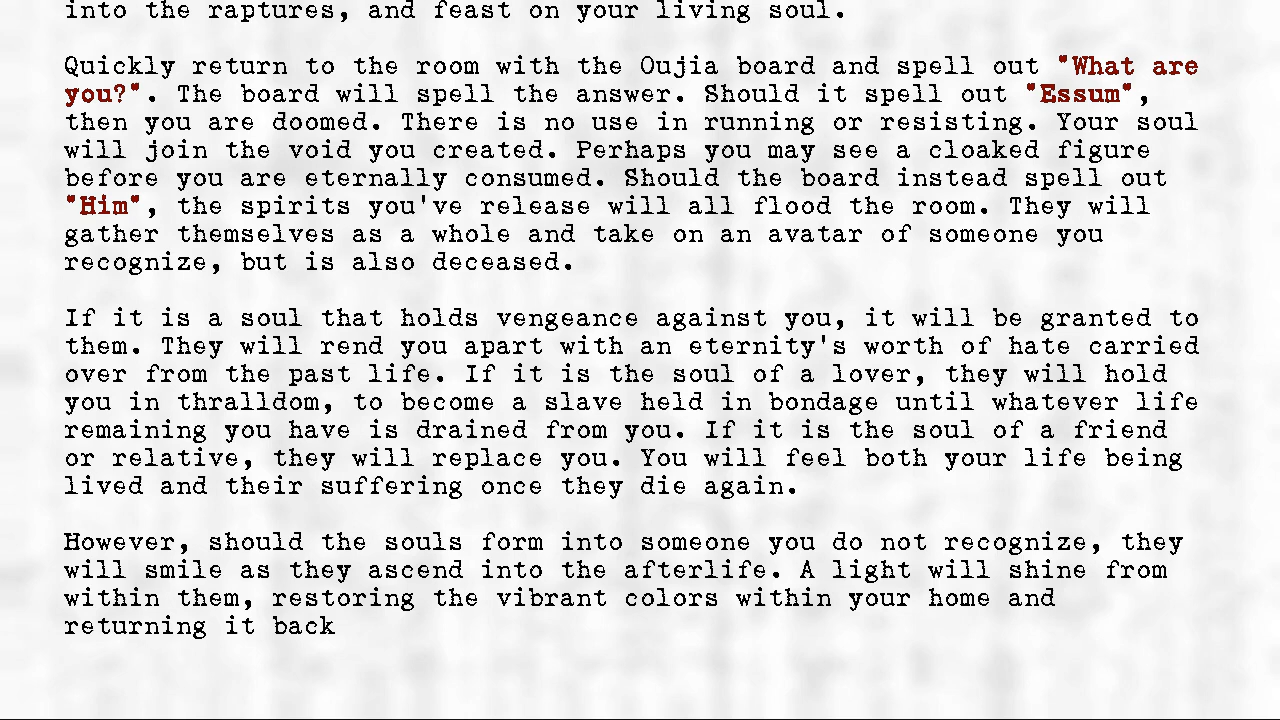 into the raptures, and feast on your living soul.
Quickly return to the room with the Oujia board and spell out "What are
you?". The board will spell the answer. Should it spell out "Essum",
then you are doomed. There is no use in running or resisting. Your soul
will join the void you created. Perhaps you may see a cloaked figure
before you are eternally consumed. Should the board instead spell out
"Him", the spirits you've release will all flood the room. They will
gather themselves as a whole and take on an avatar of someone you
recognize, but is also deceased.
If it is a soul that holds vengeance against you, it will be granted to
them. They will rend you apart with an eternity's worth of hate carried
over from the past life. If it is the soul of a lover, they will hold
you in thralldom, to become a slave held in bondage until whatever life
remaining you have is drained from you. If it is the soul of a friend
or relative, they will replace you. You will feel both your life being
lived and their suffering once they die again.
However, should the souls form into someone you do not recognize, they
will smile as they ascend into the afterlife. A light will shine from
within them, restoring the vibrant colors within your home and
returning it back